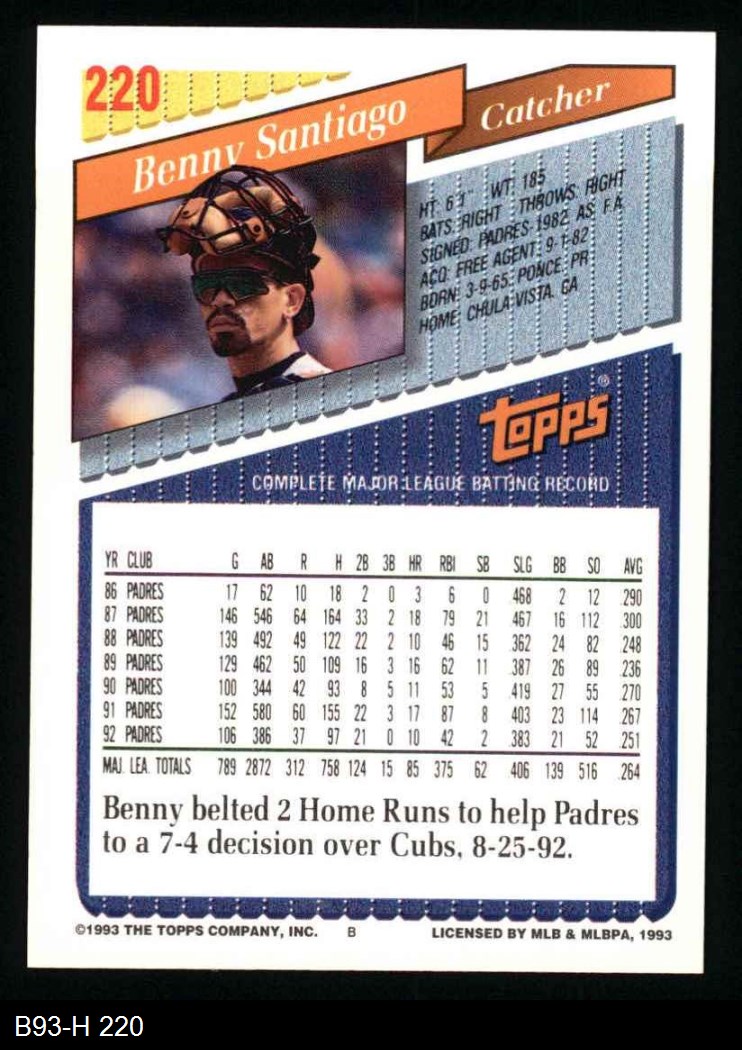 220
Benny Santiago
Catcher
HT: 6'1" WT: 185
BATS: RIGHT THROWS: RIGHT
SIGNED: PADRES-1982 AS F.A.
ACQ: FREE AGENT, 9-1-82
BORN: 3-9-65, PONCE, PR
HOME: CHULA VISTA, CA
topps®
COMPLETE MAJOR LEAGUE BATTING RECORD
YR CLUB G AB R H 2B 3B HR RBI SB SLG BB SO AVG
86 PADRES 17 62 10 18 2 0 3 6 0 .468 2 12 .290
87 PADRES 146 546 64 164 33 2 18 79 21 .467 16 112 .300
88 PADRES 139 492 49 122 22 2 10 46 15 .362 24 82 .248
89 PADRES 129 462 50 109 16 3 16 62 11 .387 26 89 .236
90 PADRES 100 344 42 93 8 5 11 53 5 .419 27 55 .270
91 PADRES 152 580 60 155 22 3 17 87 8 .403 23 114 .267
92 PADRES 106 386 37 97 21 0 10 42 2 .383 21 52 .251
MAJ. LEA. TOTALS 789 2872 312 758 124 15 85 375 62 .406 139 516 .264
Benny belted 2 Home Runs to help Padres
to a 7-4 decision over Cubs, 8-25-92.
©1993 THE TOPPS COMPANY, INC. B LICENSED BY MLB & MLBPA, 1993
B93-H 220